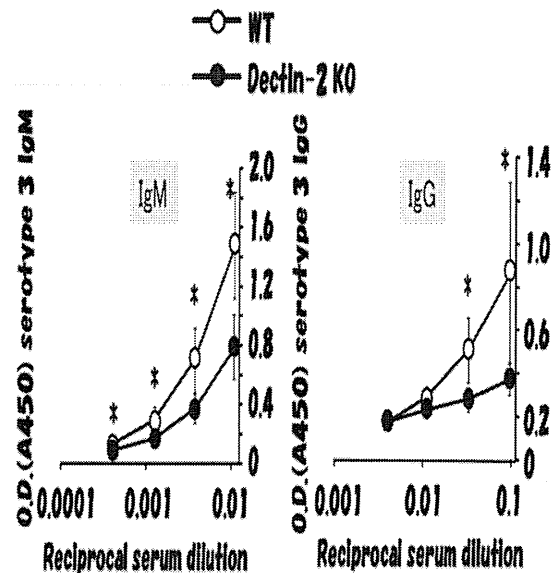 WT
Dectin-2 KO
O.D.(A450) serotype 3 IgM
IgM
*
*
*
*
2.0
1.6
1.2
0.8
0.4
0
0.0001
0.001
0.01
Reciprocal serum dilution
O.D.(A450) serotype 3 IgG
IgG
*
*
1.4
1.0
0.6
0.2
0
0.001
0.01
0.1
Reciprocal serum dilution